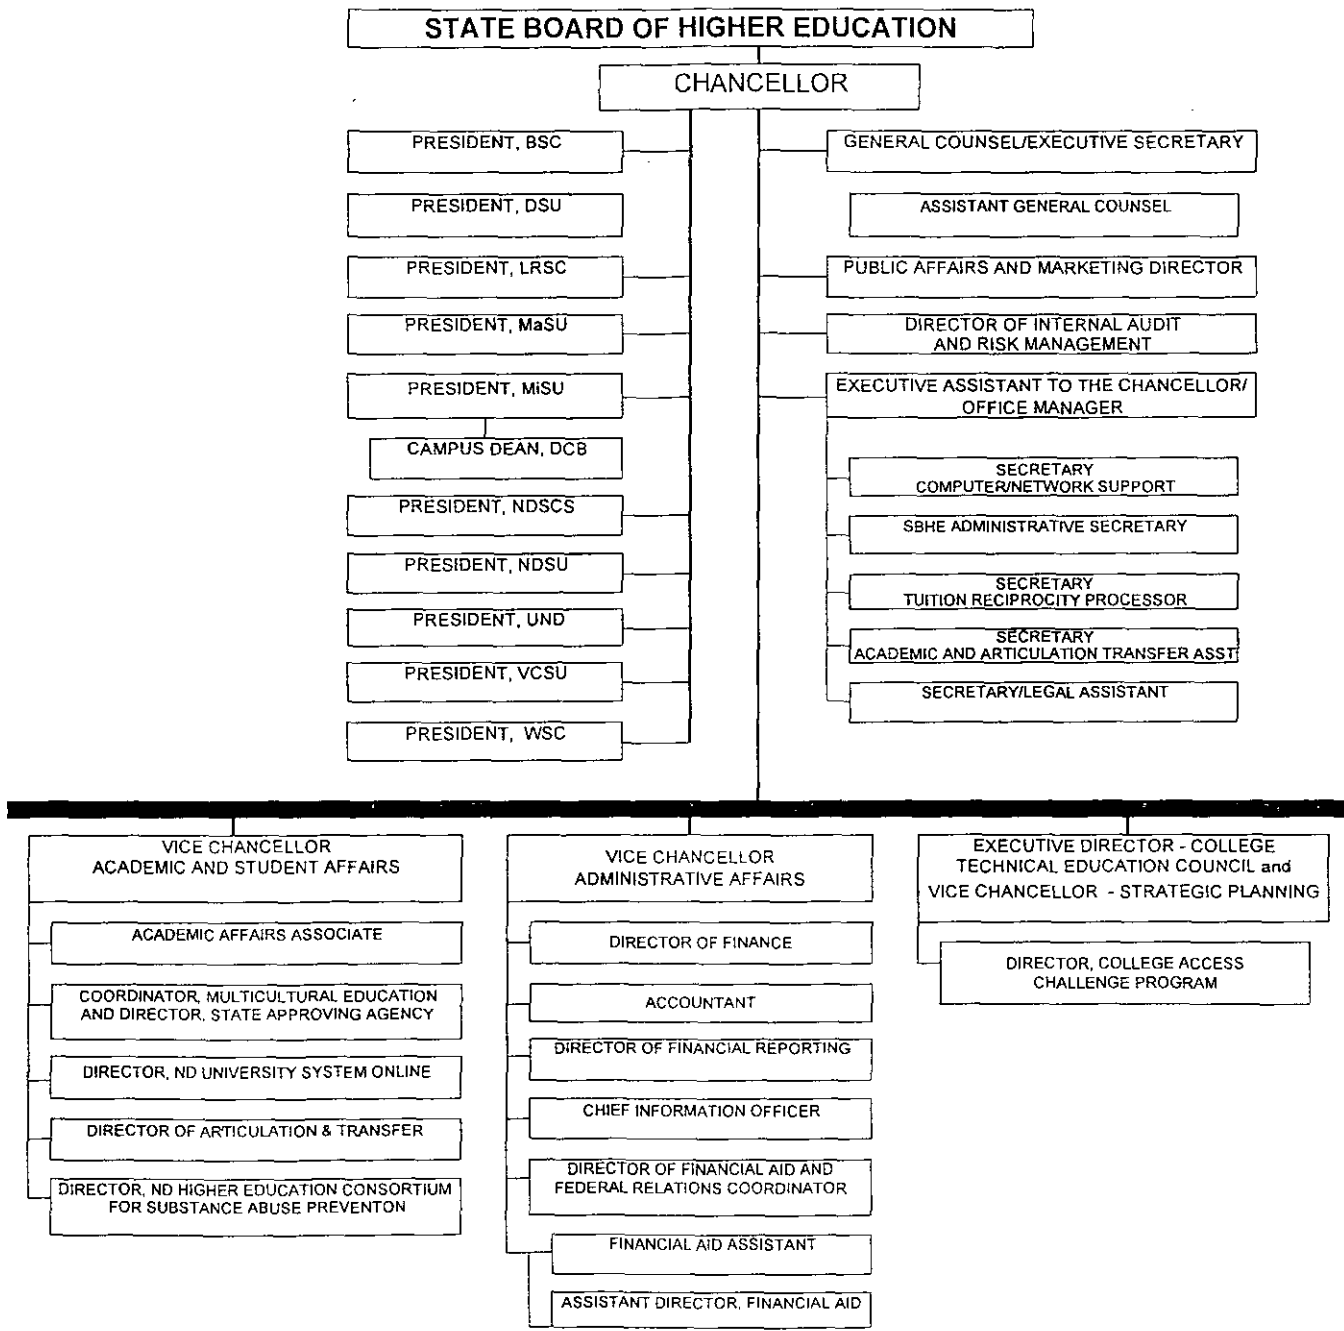 STATE BOARD OF HIGHER EDUCATION
CHANCELLOR
PRESIDENT, BSC
PRESIDENT, DSU
PRESIDENT, LRSC
PRESIDENT, MaSU
PRESIDENT, MiSU
CAMPUS DEAN, DCB
PRESIDENT, NDSCS
PRESIDENT, NDSU
PRESIDENT, UND
PRESIDENT, VCSU
PRESIDENT, WSC
GENERAL COUNSEL/EXECUTIVE SECRETARY
ASSISTANT GENERAL COUNSEL
PUBLIC AFFAIRS AND MARKETING DIRECTOR
DIRECTOR OF INTERNAL AUDIT
AND RISK MANAGEMENT
EXECUTIVE ASSISTANT TO THE CHANCELLOR/
OFFICE MANAGER
SECRETARY
COMPUTER/NETWORK SUPPORT
SBHE ADMINISTRATIVE SECRETARY
SECRETARY
TUITION RECIPROCITY PROCESSOR
SECRETARY
ACADEMIC AND ARTICULATION TRANSFER ASST
SECRETARY/LEGAL ASSISTANT
VICE CHANCELLOR
ACADEMIC AND STUDENT AFFAIRS
ACADEMIC AFFAIRS ASSOCIATE
COORDINATOR, MULTICULTURAL EDUCATION
AND DIRECTOR, STATE APPROVING AGENCY
DIRECTOR, ND UNIVERSITY SYSTEM ONLINE
DIRECTOR OF ARTICULATION & TRANSFER
DIRECTOR, ND HIGHER EDUCATION CONSORTIUM
FOR SUBSTANCE ABUSE PREVENTON
VICE CHANCELLOR
ADMINISTRATIVE AFFAIRS
DIRECTOR OF FINANCE
ACCOUNTANT
DIRECTOR OF FINANCIAL REPORTING
CHIEF INFORMATION OFFICER
DIRECTOR OF FINANCIAL AID AND
FEDERAL RELATIONS COORDINATOR
FINANCIAL AID ASSISTANT
ASSISTANT DIRECTOR, FINANCIAL AID
EXECUTIVE DIRECTOR - COLLEGE
TECHNICAL EDUCATION COUNCIL and
VICE CHANCELLOR - STRATEGIC PLANNING
DIRECTOR, COLLEGE ACCESS
CHALLENGE PROGRAM